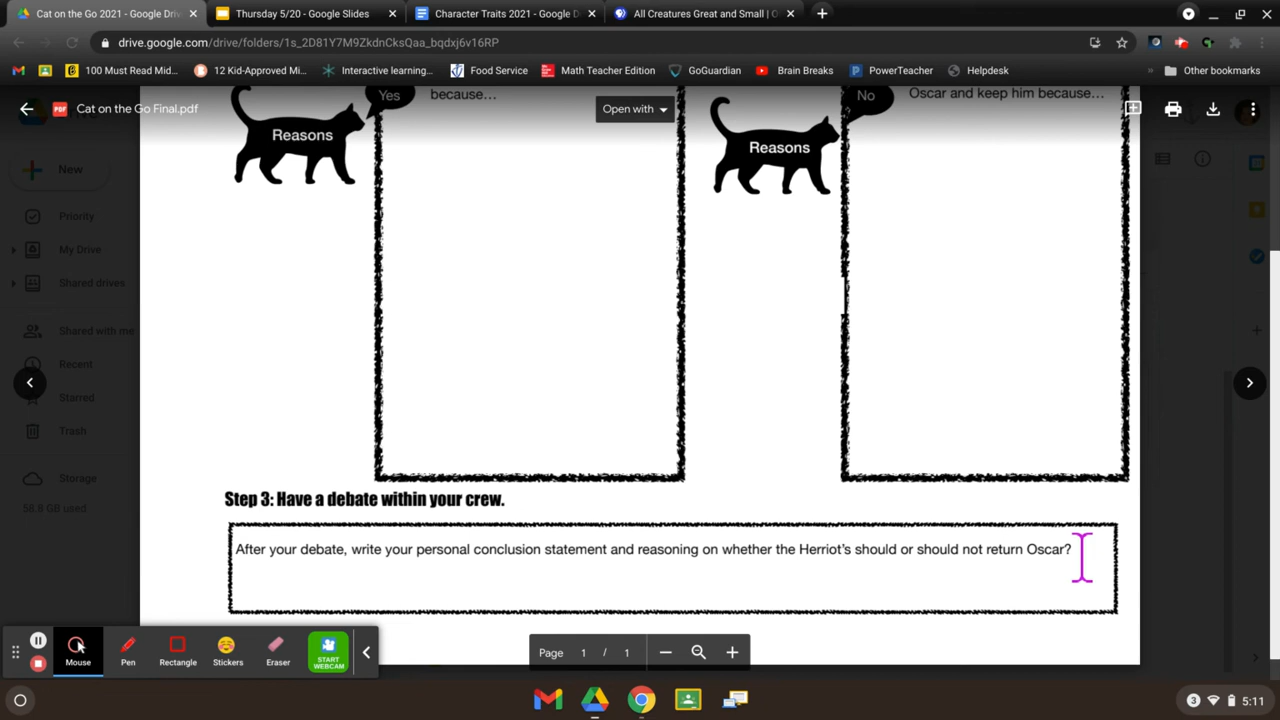 Cat on the Go 2021 - Google Driv
Thursday 5/20 - Google Slides
Character Traits 2021 - Google D
All Creatures Great and Small | O
drive.google.com/drive/folders/1s_2D81Y7M9ZkdnCksQaa_bqdxj6v16RP
100 Must Read Mid...
12 Kid-Approved Mi...
Interactive learning...
Food Service
Math Teacher Edition
GoGuardian
Brain Breaks
PowerTeacher
Helpdesk
Other bookmarks
PDF
Cat on the Go Final.pdf
Open with
Yes
because...
No
Oscar and keep him because...
Reasons
Reasons
New
Priority
My Drive
Shared drives
Shared with me
Recent
Starred
Trash
Storage
58.8 GB used
Step 3: Have a debate within your crew.
After your debate, write your personal conclusion statement and reasoning on whether the Herriot's should or should not return Oscar?
Mouse
Pen
Rectangle
Stickers
Eraser
START
WEBCAM
Page 1 / 1
3
5:11